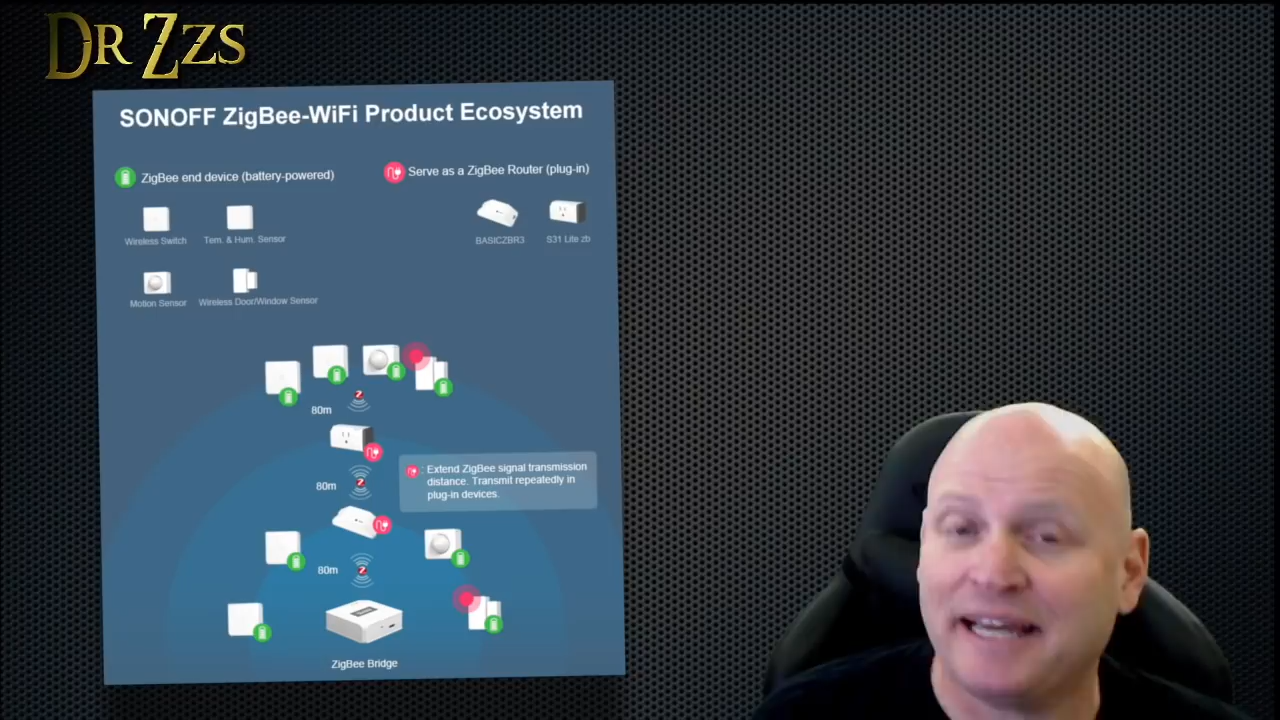 DR ZZS
SONOFF ZigBee-WiFi Product Ecosystem
ZigBee end device (battery-powered)
Serve as a ZigBee Router (plug-in)
Wireless Switch
Tem. & Hum. Sensor
BASICZBR3
S31 Lite zb
Motion Sensor
Wireless Door/Window Sensor
80m
80m
: Extend ZigBee signal transmission
distance. Transmit repeatedly in
plug-in devices.
80m
ZigBee Bridge